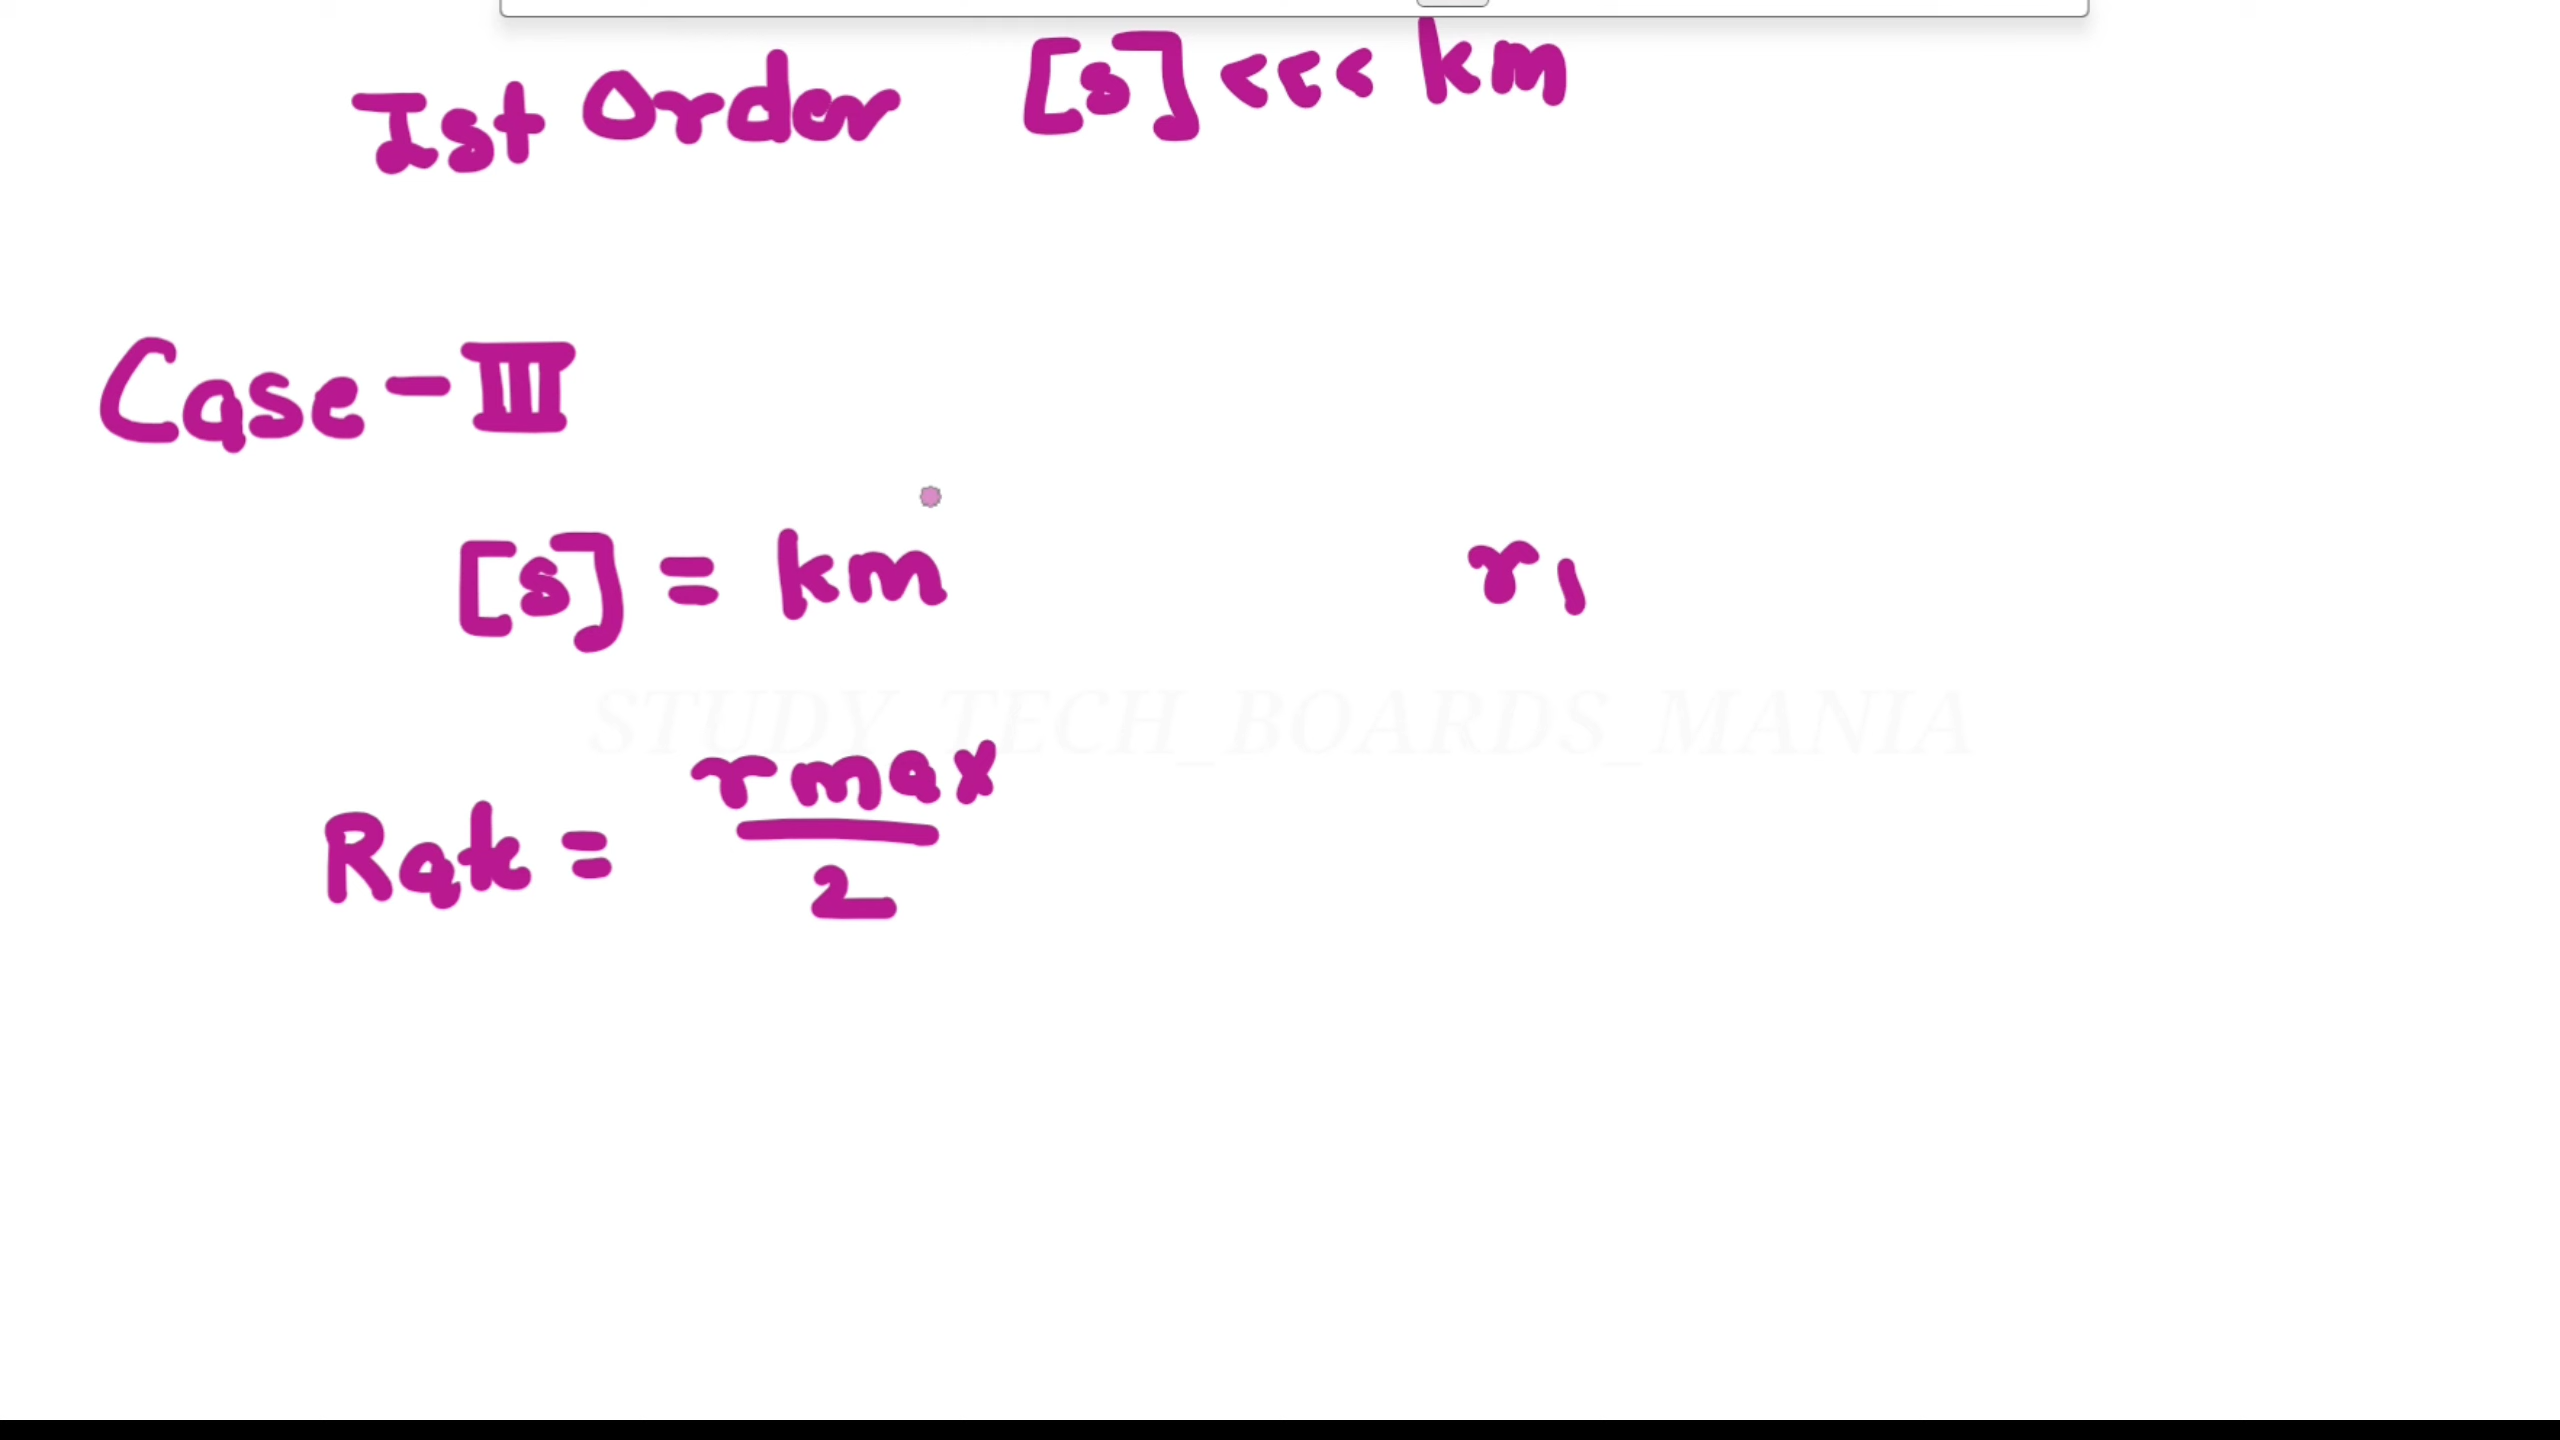 Ist Order [s] <<< km
Case-III
[s] = km
r1
STUDY_TECH_BOARDS_MANIA
Rate = rmax
2